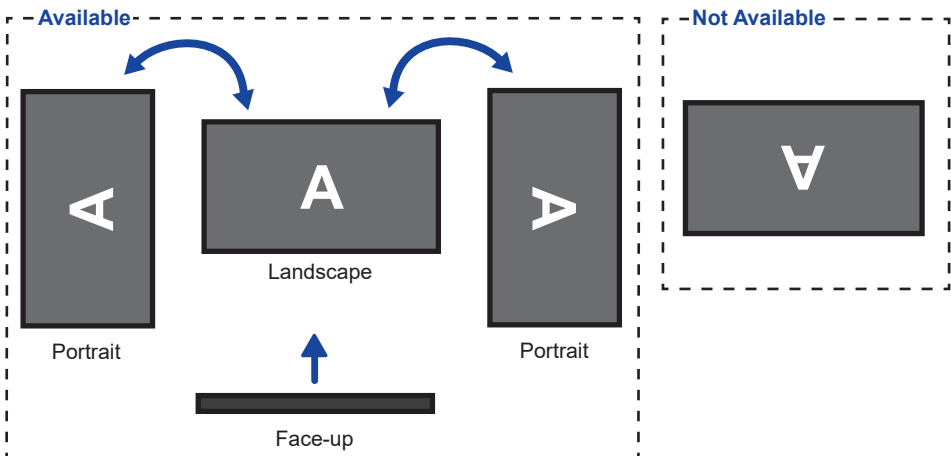 Available
Not Available
A
A
A
A
Landscape
Portrait
Portrait
Face-up